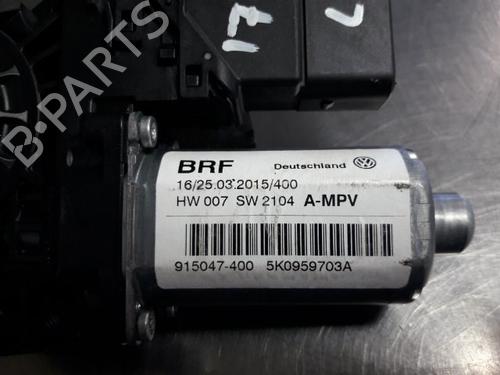 BRF Deutschland
16/25.03.2015/400
HW 007 SW 2104 A-MPV
915047-400 5K0959703A
B-PARTS